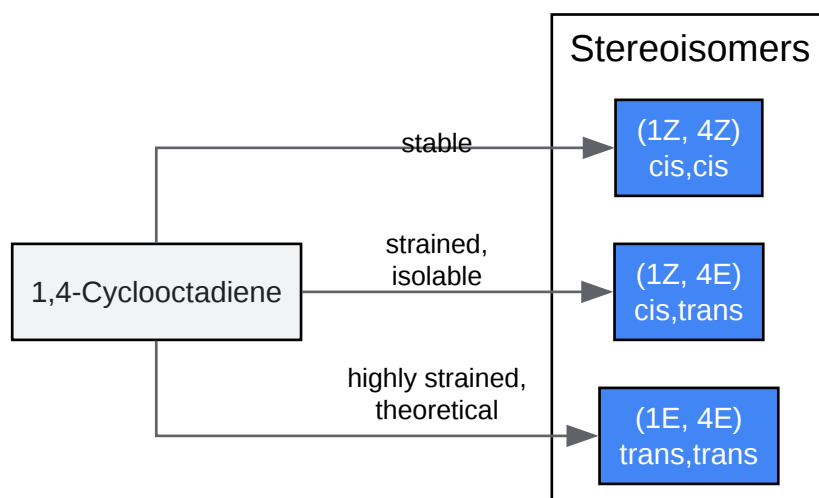 Stereoisomers
stable
(1Z, 4Z)
cis,cis
1,4-Cyclooctadiene
strained,
isolable
(1Z, 4E)
cis,trans
highly strained,
theoretical
(1E, 4E)
trans,trans